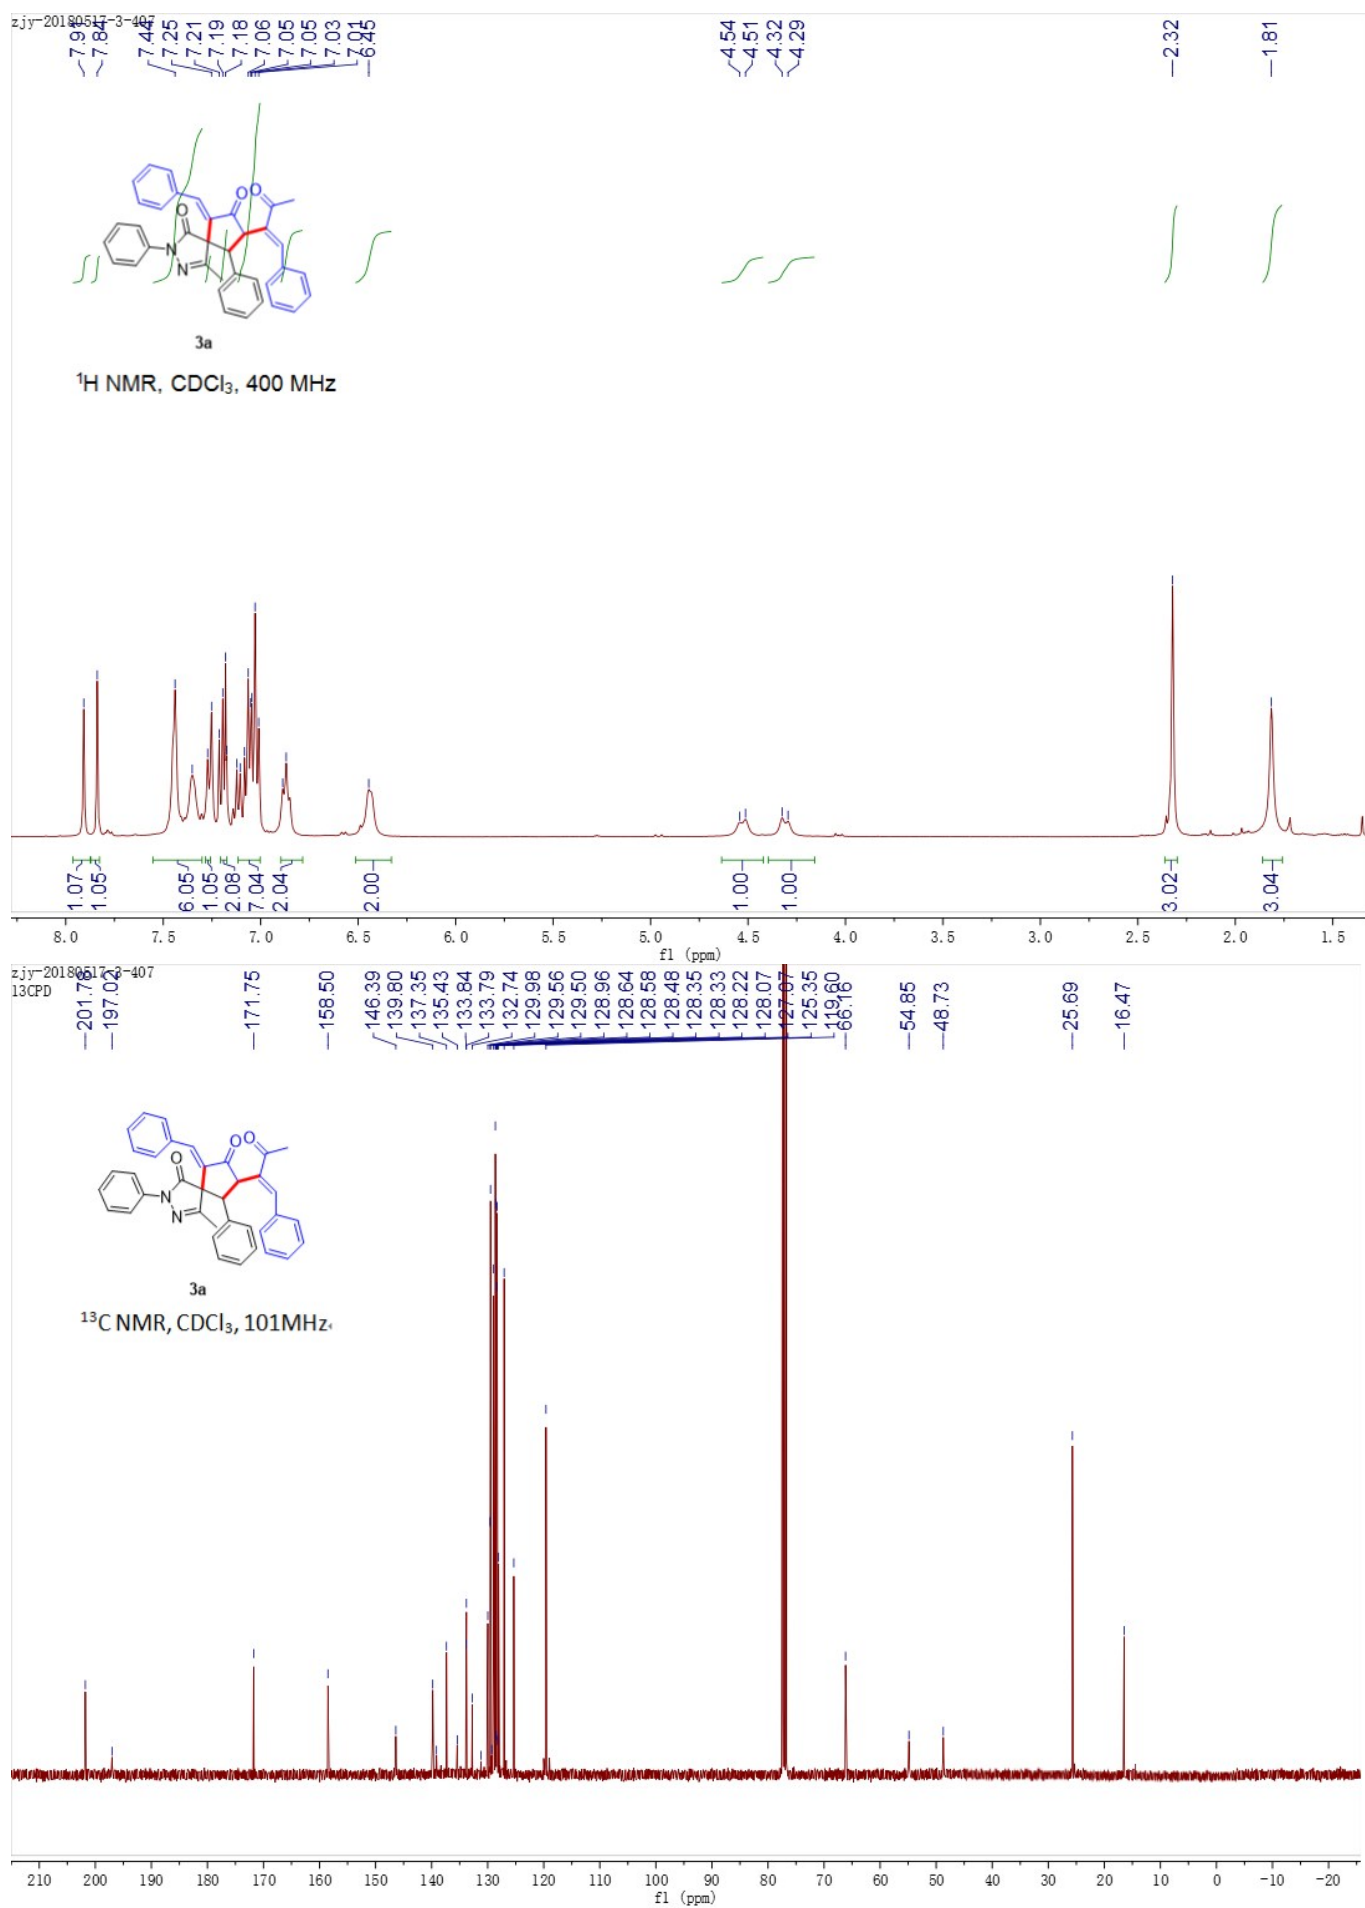 zjy-20180517-3-407
7.91
7.84
7.44
7.25
7.21
7.19
7.18
7.06
7.05
7.05
7.03
7.01
6.45
4.54
4.51
4.32
4.29
2.32
1.81
O
O
O
N
N
3a
¹H NMR, CDCl₃, 400 MHz
1.07
1.05
6.05
1.05
2.08
7.04
2.04
2.00
1.00
1.00
3.02
3.04
8.0 7.5 7.0 6.5 6.0 5.5 5.0 4.5 4.0 3.5 3.0 2.5 2.0 1.5
f1 (ppm)
zjy-20180517-3-407
13CPD
201.78
197.02
171.75
158.50
146.39
139.80
137.35
135.43
133.84
133.79
132.74
129.98
129.56
129.50
128.96
128.64
128.58
128.48
128.35
128.33
128.22
128.07
127.07
125.35
119.60
66.16
54.85
48.73
25.69
16.47
O
O
O
N
N
3a
¹³C NMR, CDCl₃, 101MHz
210 200 190 180 170 160 150 140 130 120 110 100 90 80 70 60 50 40 30 20 10 0 -10 -20
f1 (ppm)